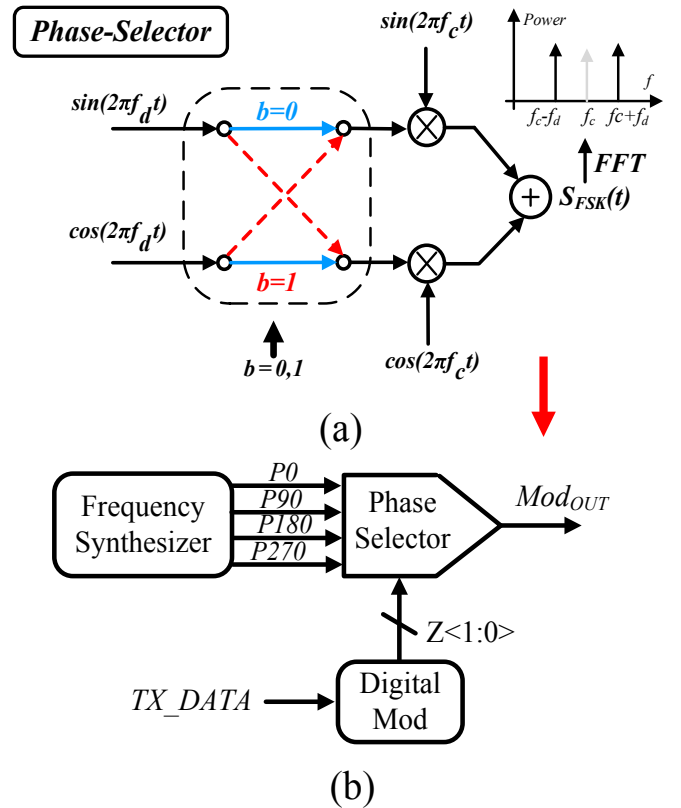 Phase-Selector
sin(2πf_c t)
Power
f
f_c-f_d
f_c
fc+f_d
FFT
S_FSK(t)
sin(2πf_d t)
b=0
cos(2πf_d t)
b=1
b=0,1
cos(2πf_c t)
(a)
Frequency
Synthesizer
P0
P90
P180
P270
Phase
Selector
Mod_OUT
Z<1:0>
TX_DATA
Digital
Mod
(b)